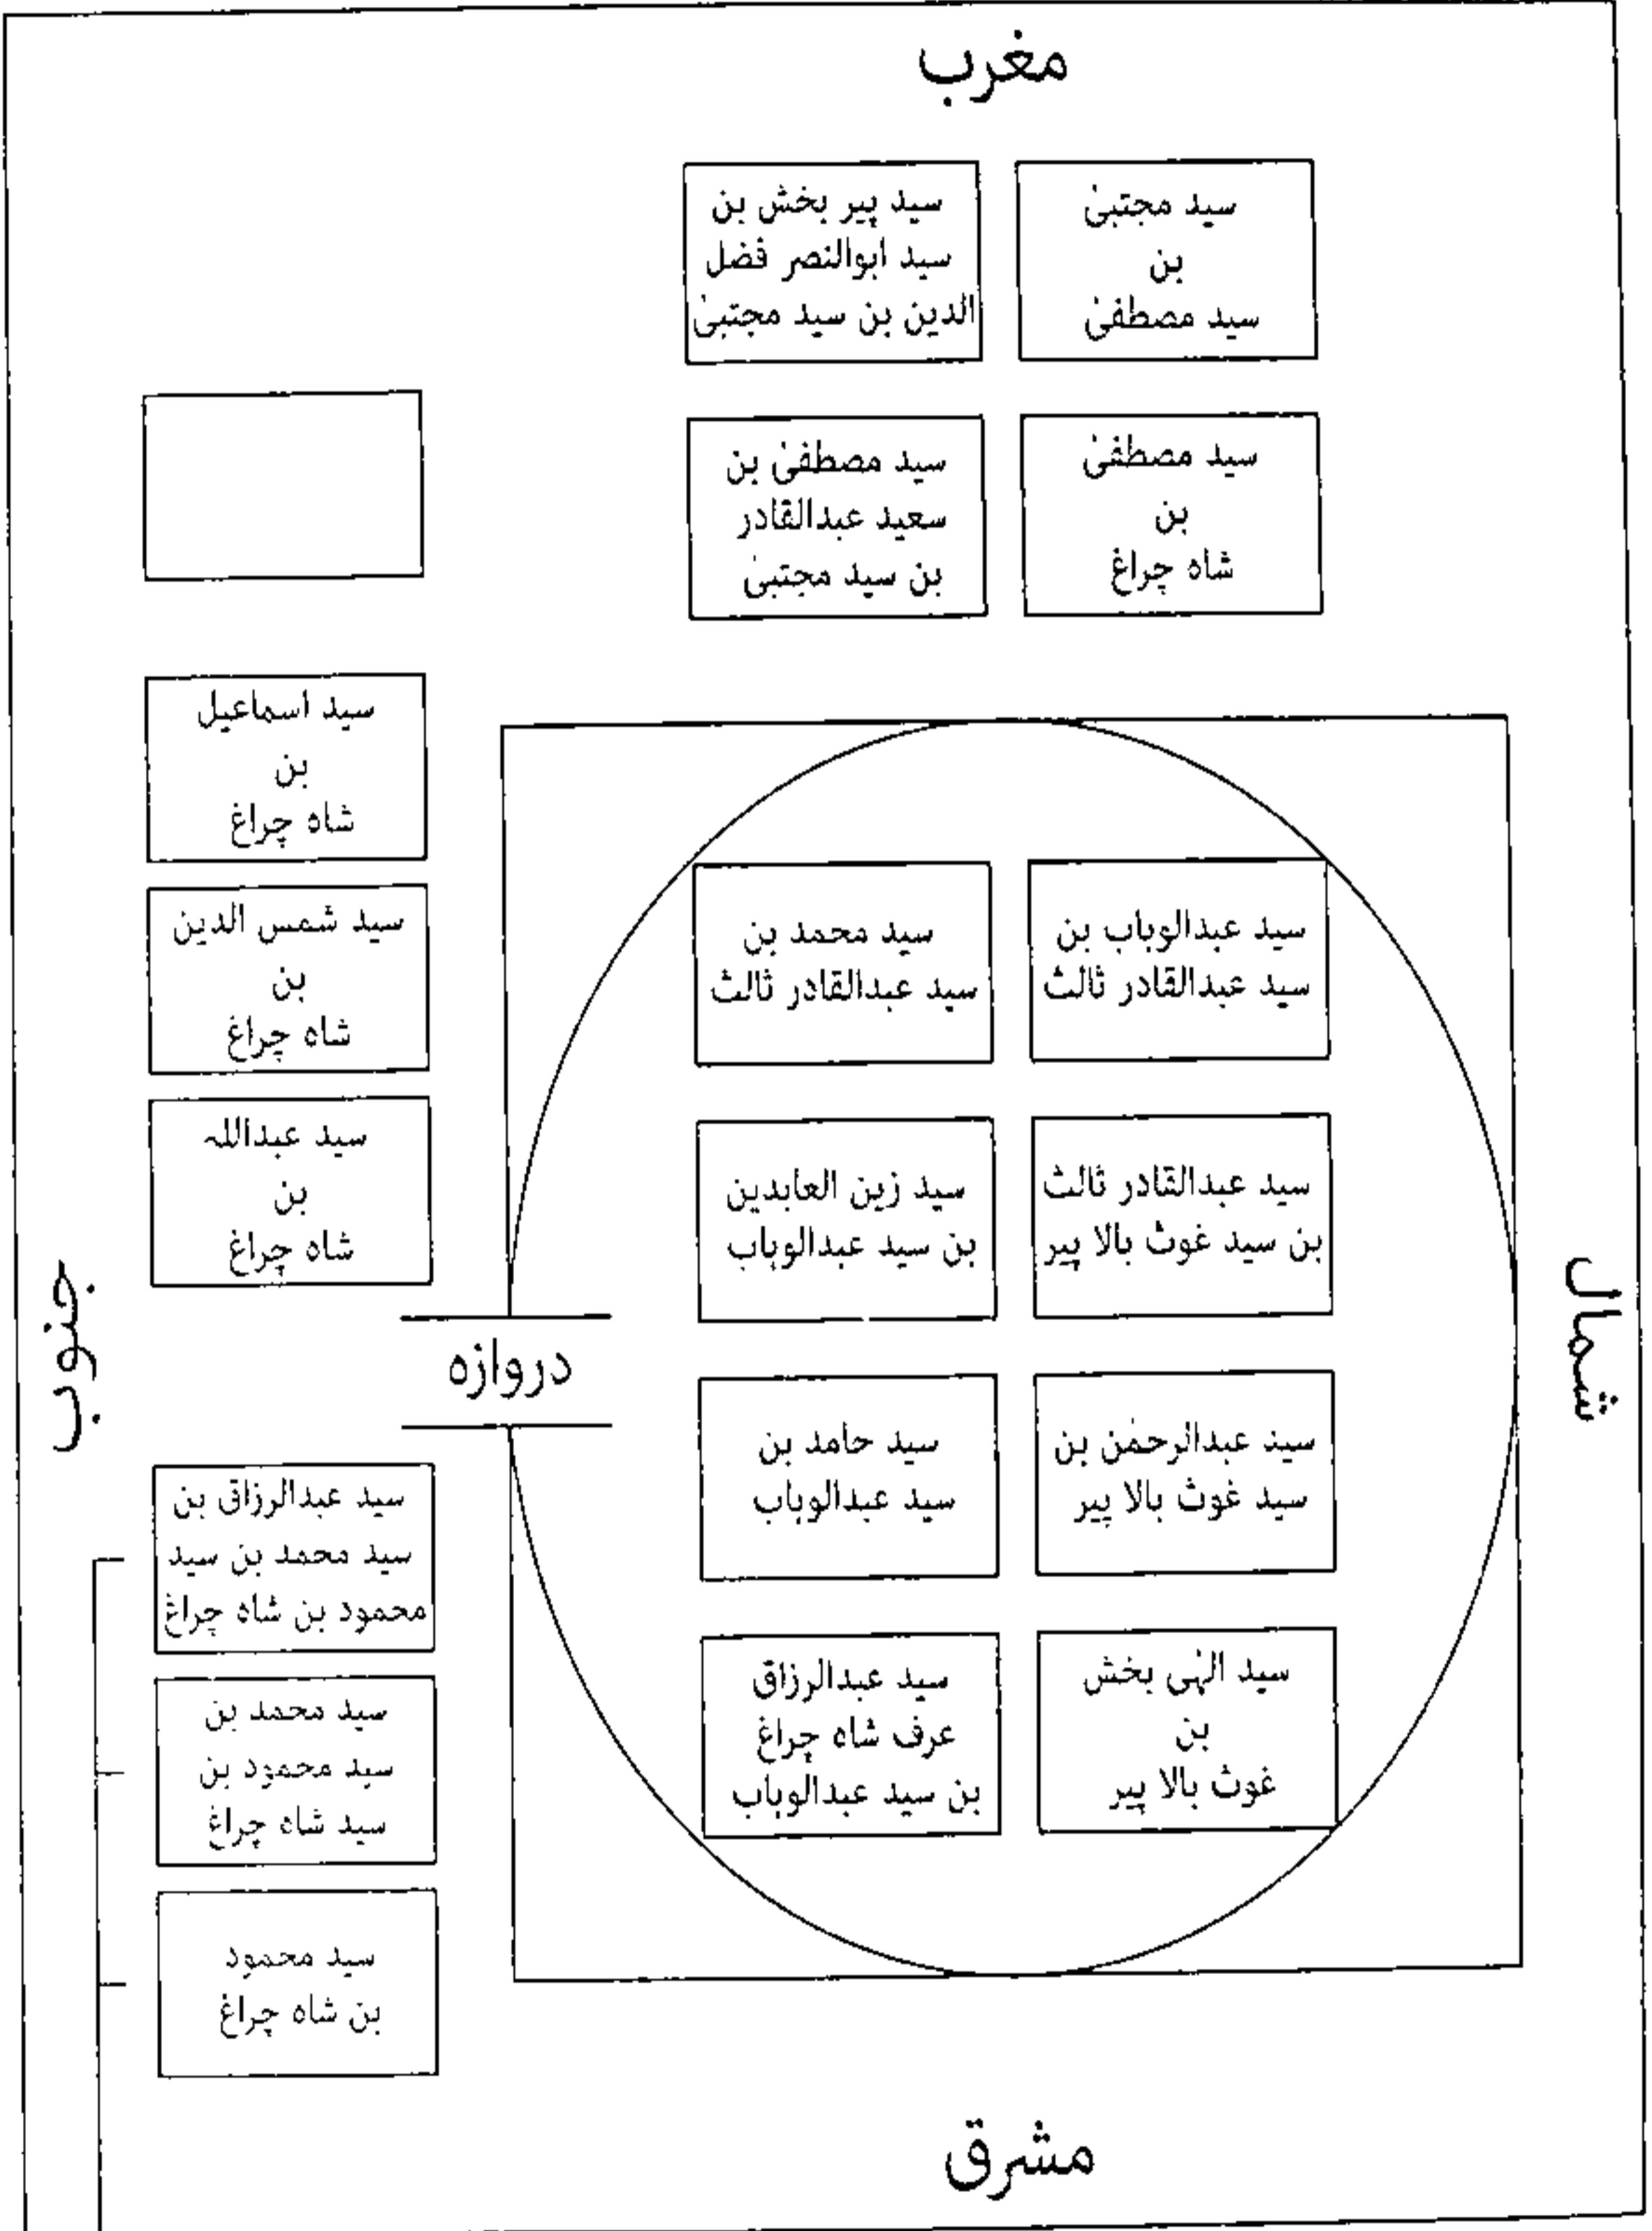 مغرب
سید مجتبیٰ
بن
سید مصطفیٰ
سید پیر بخش بن
سید ابوالنصر فضل
الدین بن سید مجتبیٰ
سید مصطفیٰ
بن
شاہ چراغ
سید مصطفیٰ بن
سعید عبدالقادر
بن سید مجتبیٰ
سید اسماعیل
بن
شاہ چراغ
سید شمس الدین
بن
شاہ چراغ
سید عبداللہ
بن
شاہ چراغ
سید عبدالوہاب بن
سید عبدالقادر ثالث
سید محمد بن
سید عبدالقادر ثالث
سید عبدالقادر ثالث
بن سید غوث بالا پیر
سید زین العابدین
بن سید عبدالوہاب
شمال
جنوب
دروازہ
سید عبدالرحمٰن بن
سید غوث بالا پیر
سید حامد بن
سید عبدالوہاب
سید الہٰی بخش
بن
غوث بالا پیر
سید عبدالرزاق
عرف شاہ چراغ
بن سید عبدالوہاب
سید عبدالرزاق بن
سید محمد بن سید
محمود بن شاہ چراغ
سید محمد بن
سید محمود بن
سید شاہ چراغ
سید محمود
بن شاہ چراغ
مشرق